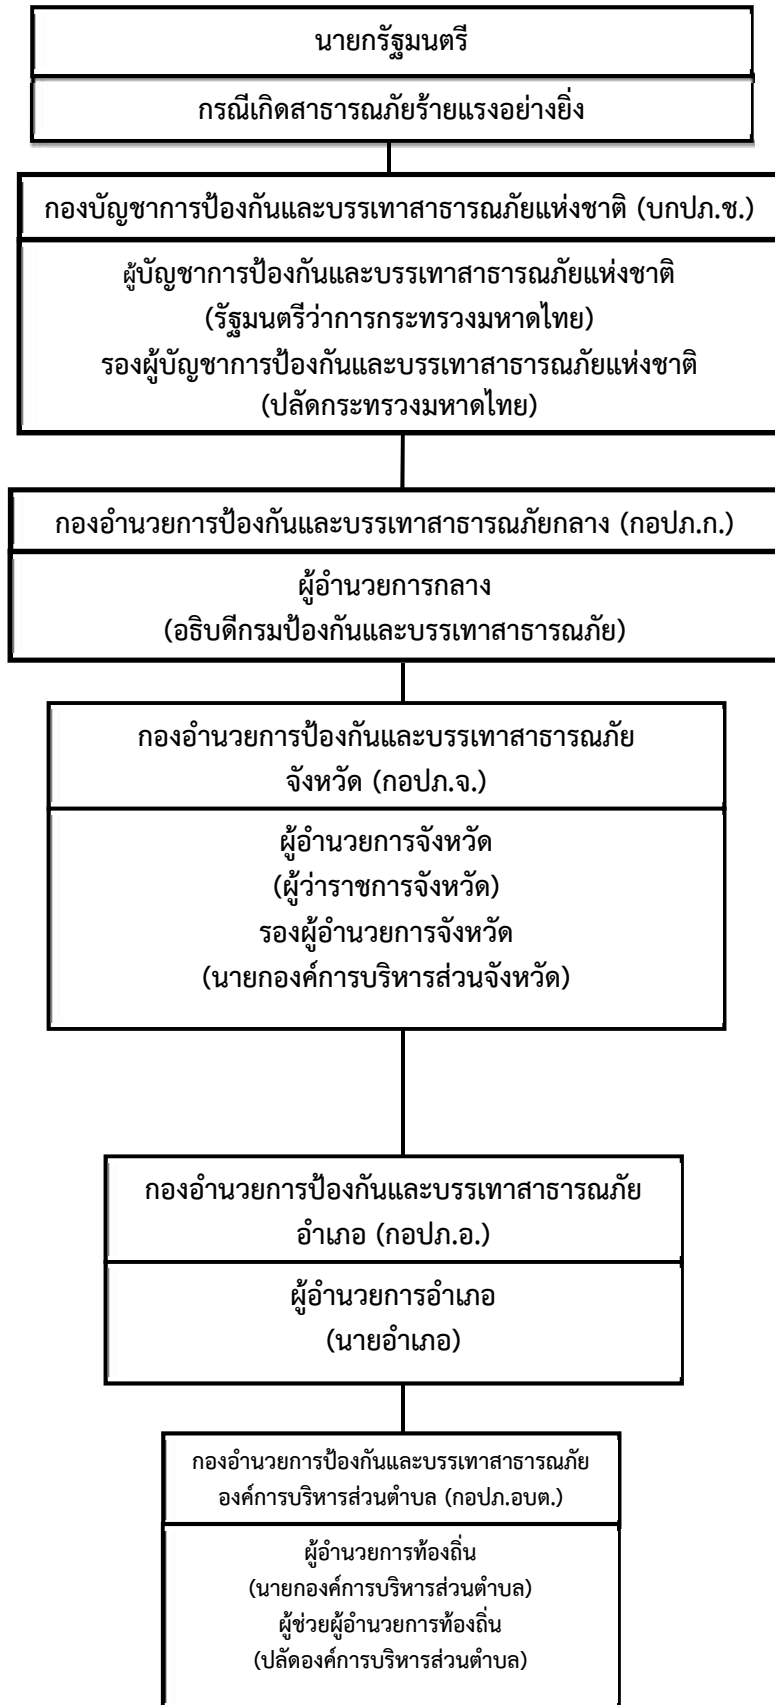 นายกรัฐมนตรี
กรณีเกิดสาธารณภัยร้ายแรงอย่างยิ่ง
กองบัญชาการป้องกันและบรรเทาสาธารณภัยแห่งชาติ (บกปภ.ช.)
ผู้บัญชาการป้องกันและบรรเทาสาธารณภัยแห่งชาติ
(รัฐมนตรีว่าการกระทรวงมหาดไทย)
รองผู้บัญชาการป้องกันและบรรเทาสาธารณภัยแห่งชาติ
(ปลัดกระทรวงมหาดไทย)
กองอำนวยการป้องกันและบรรเทาสาธารณภัยกลาง (กอปภ.ก.)
ผู้อำนวยการกลาง
(อธิบดีกรมป้องกันและบรรเทาสาธารณภัย)
กองอำนวยการป้องกันและบรรเทาสาธารณภัย
จังหวัด (กอปภ.จ.)
ผู้อำนวยการจังหวัด
(ผู้ว่าราชการจังหวัด)
รองผู้อำนวยการจังหวัด
(นายกองค์การบริหารส่วนจังหวัด)
กองอำนวยการป้องกันและบรรเทาสาธารณภัย
อำเภอ (กอปภ.อ.)
ผู้อำนวยการอำเภอ
(นายอำเภอ)
กองอำนวยการป้องกันและบรรเทาสาธารณภัย
องค์การบริหารส่วนตำบล (กอปภ.อบต.)
ผู้อำนวยการท้องถิ่น
(นายกองค์การบริหารส่วนตำบล)
ผู้ช่วยผู้อำนวยการท้องถิ่น
(ปลัดองค์การบริหารส่วนตำบล)